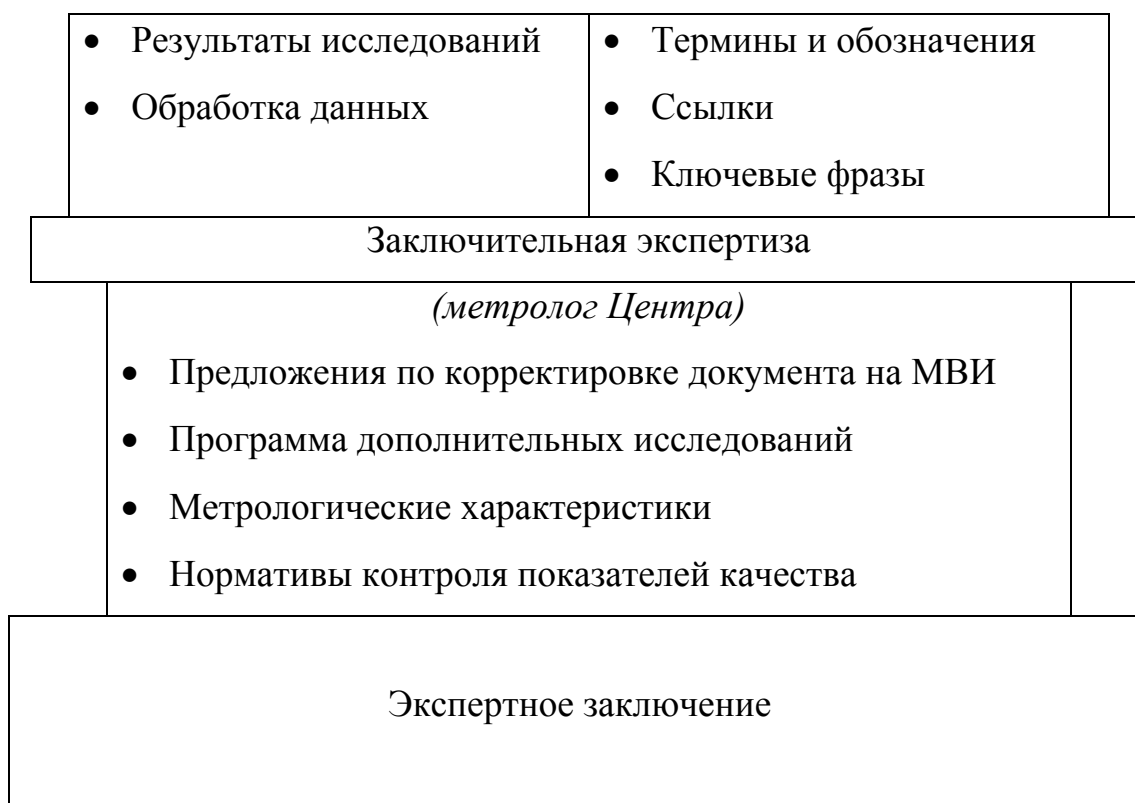 • Результаты исследований
• Обработка данных
• Термины и обозначения
• Ссылки
• Ключевые фразы
Заключительная экспертиза
(метролог Центра)
• Предложения по корректировке документа на МВИ
• Программа дополнительных исследований
• Метрологические характеристики
• Нормативы контроля показателей качества
Экспертное заключение